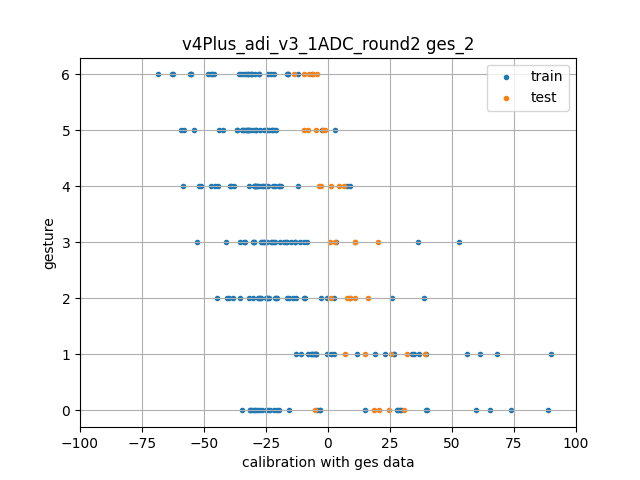 v4Plus_adi_v3_1ADC_round2 ges_2
train
test
6
5
4
3
2
1
0
gesture
−100 −75 −50 −25 0 25 50 75 100
calibration with ges data